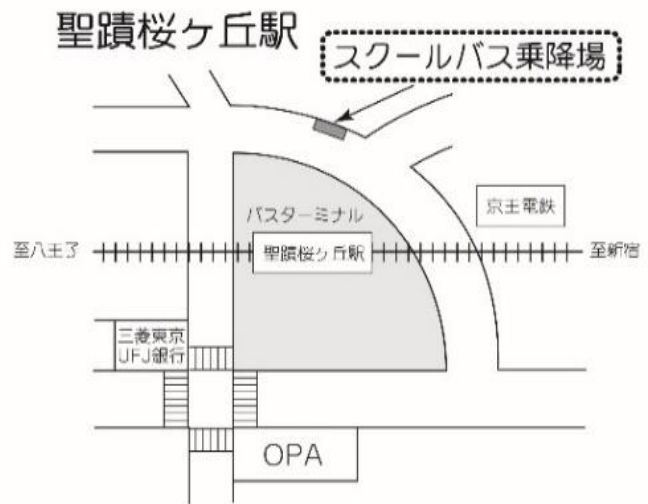 聖蹟桜ヶ丘駅
スクールバス乗降場
バスターミナル
京王電鉄
至八王子
聖蹟桜ヶ丘駅
至新宿
三菱東京
UFJ銀行
OPA